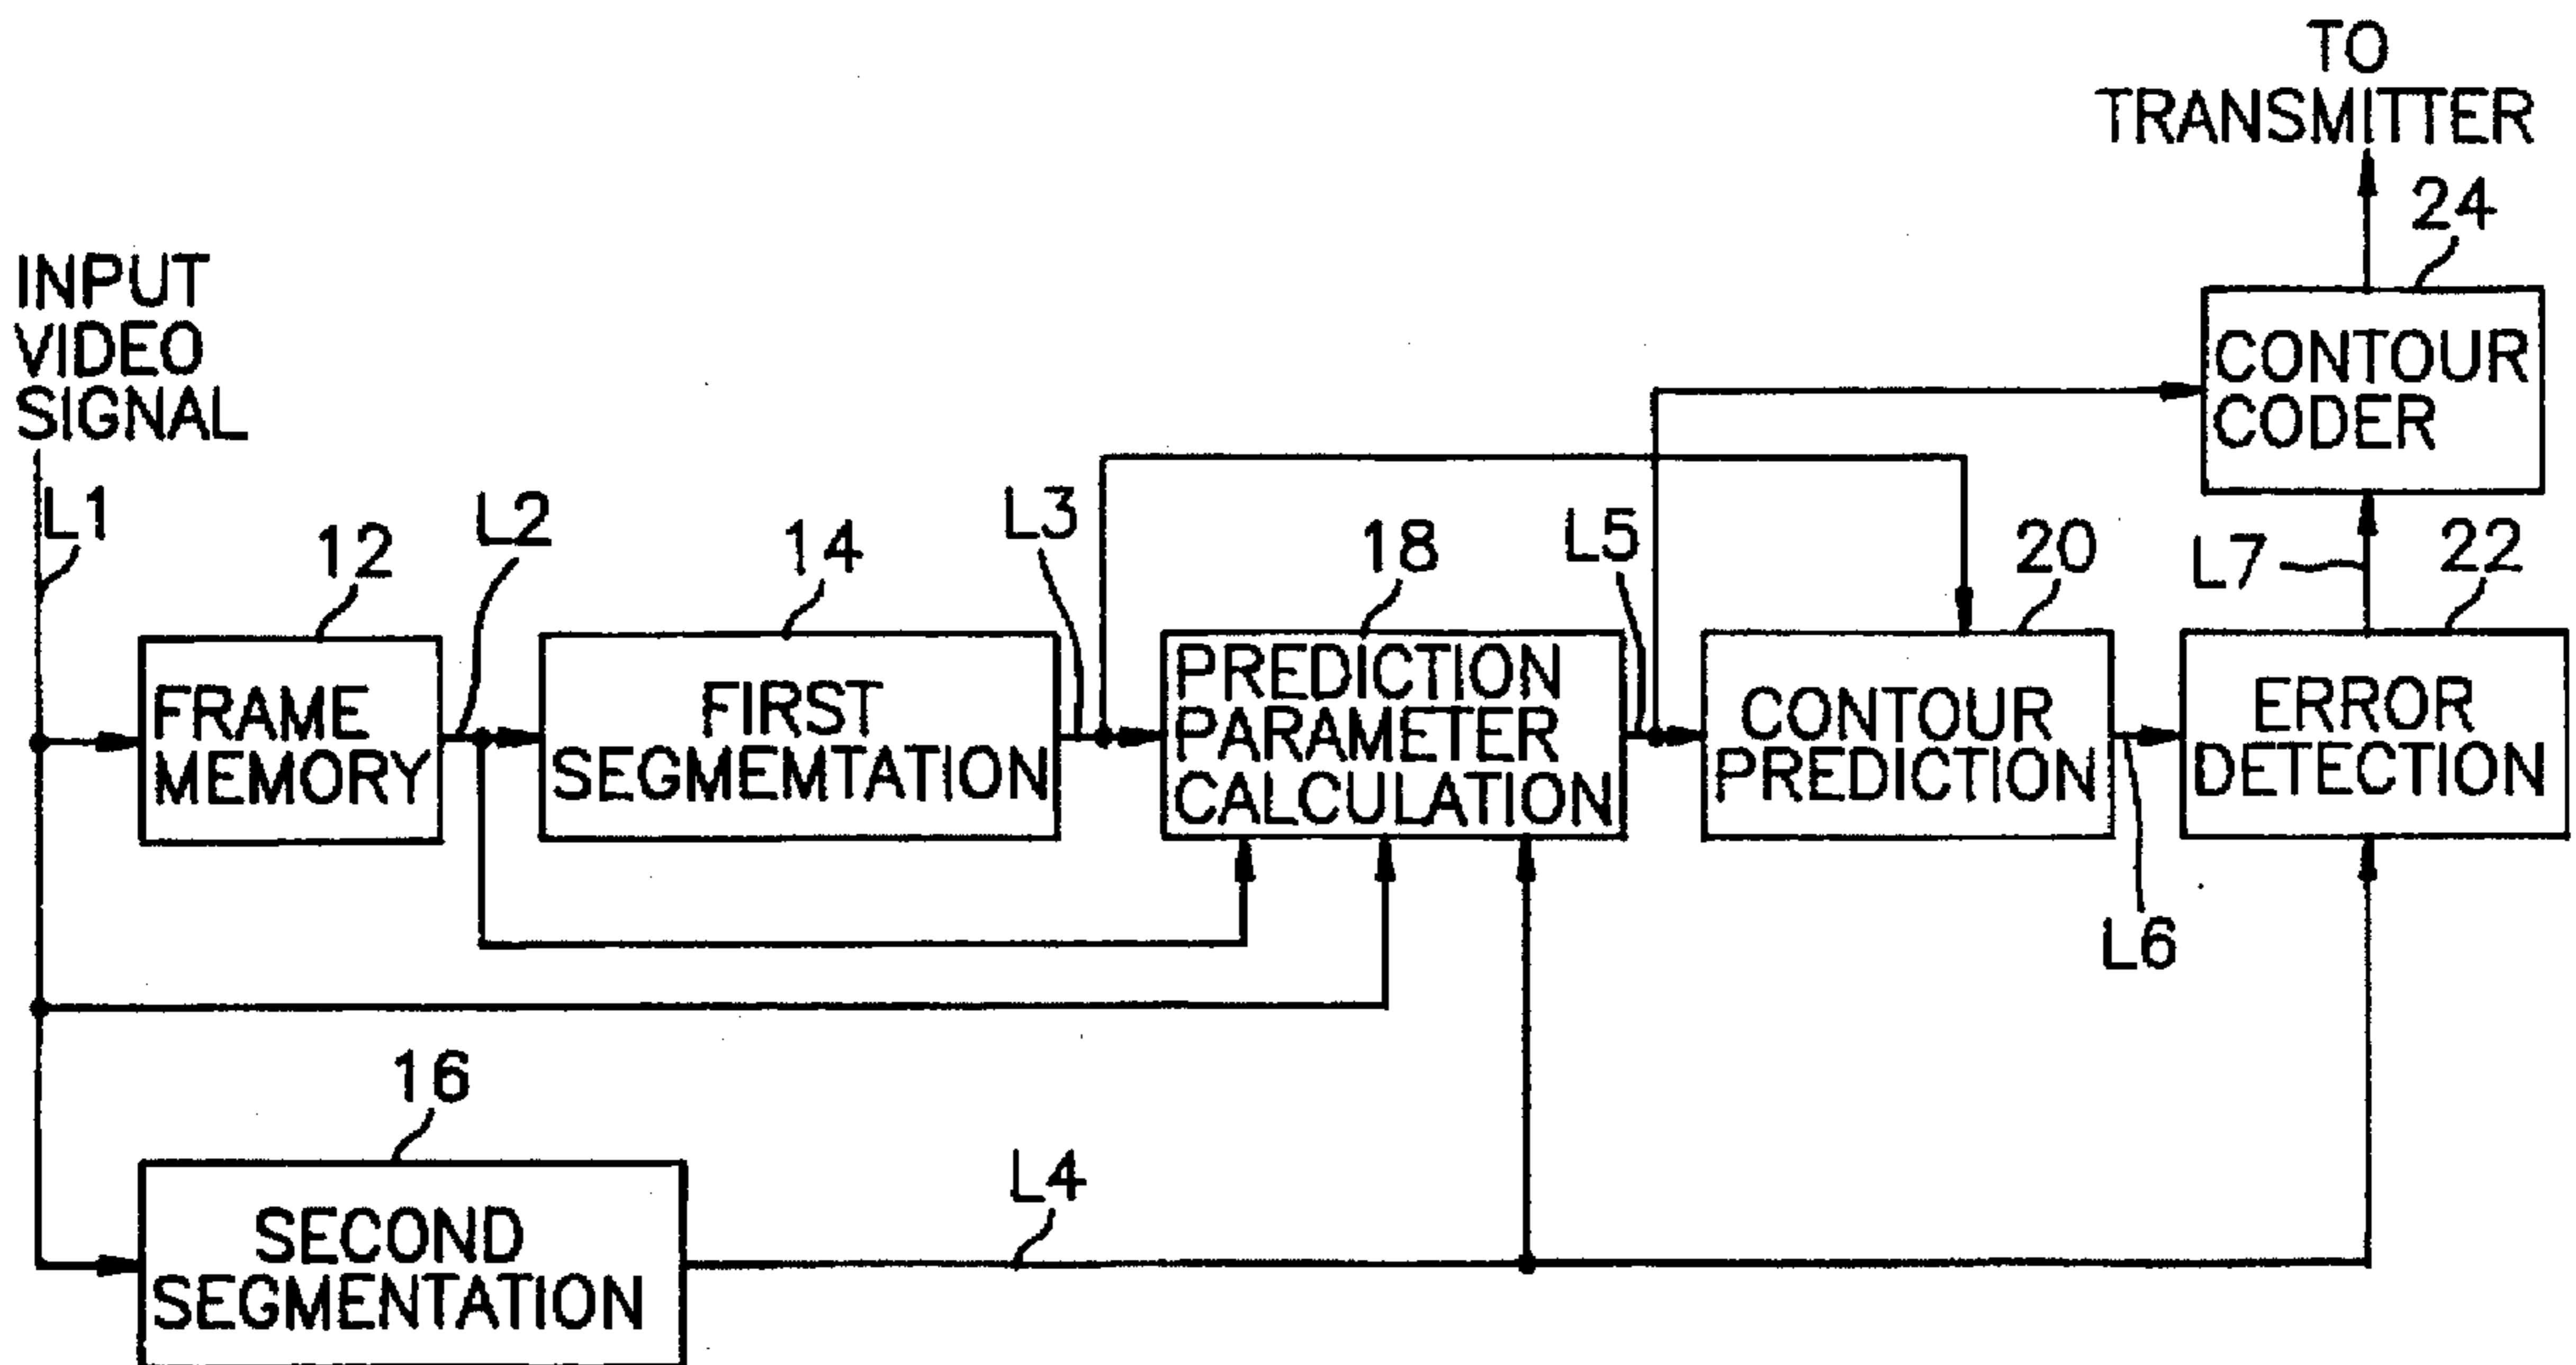 TO
TRANSMITTER
24
INPUT
VIDEO
SIGNAL
CONTOUR
CODER
L1
12
L2
14
L3
18
L5
20
L7
22
FRAME
MEMORY
FIRST
SEGMEMTATION
PREDICTION
PARAMETER
CALCULATION
CONTOUR
PREDICTION
ERROR
DETECTION
L6
16
L4
SECOND
SEGMENTATION